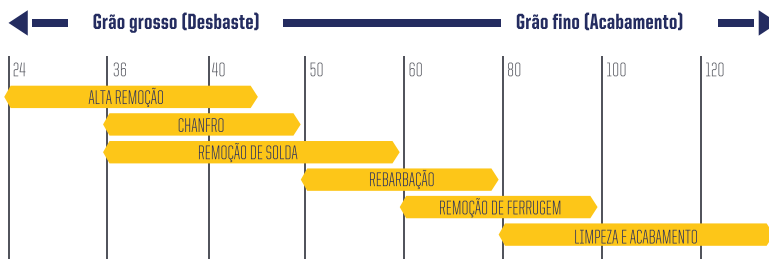 Grão grosso (Desbaste) Grão fino (Acabamento)
24 36 40 50 60 80 100 120
ALTA REMOÇÃO
CHANFRO
REMOÇÃO DE SOLDA
REBARBAÇÃO
REMOÇÃO DE FERRUGEM
LIMPEZA E ACABAMENTO